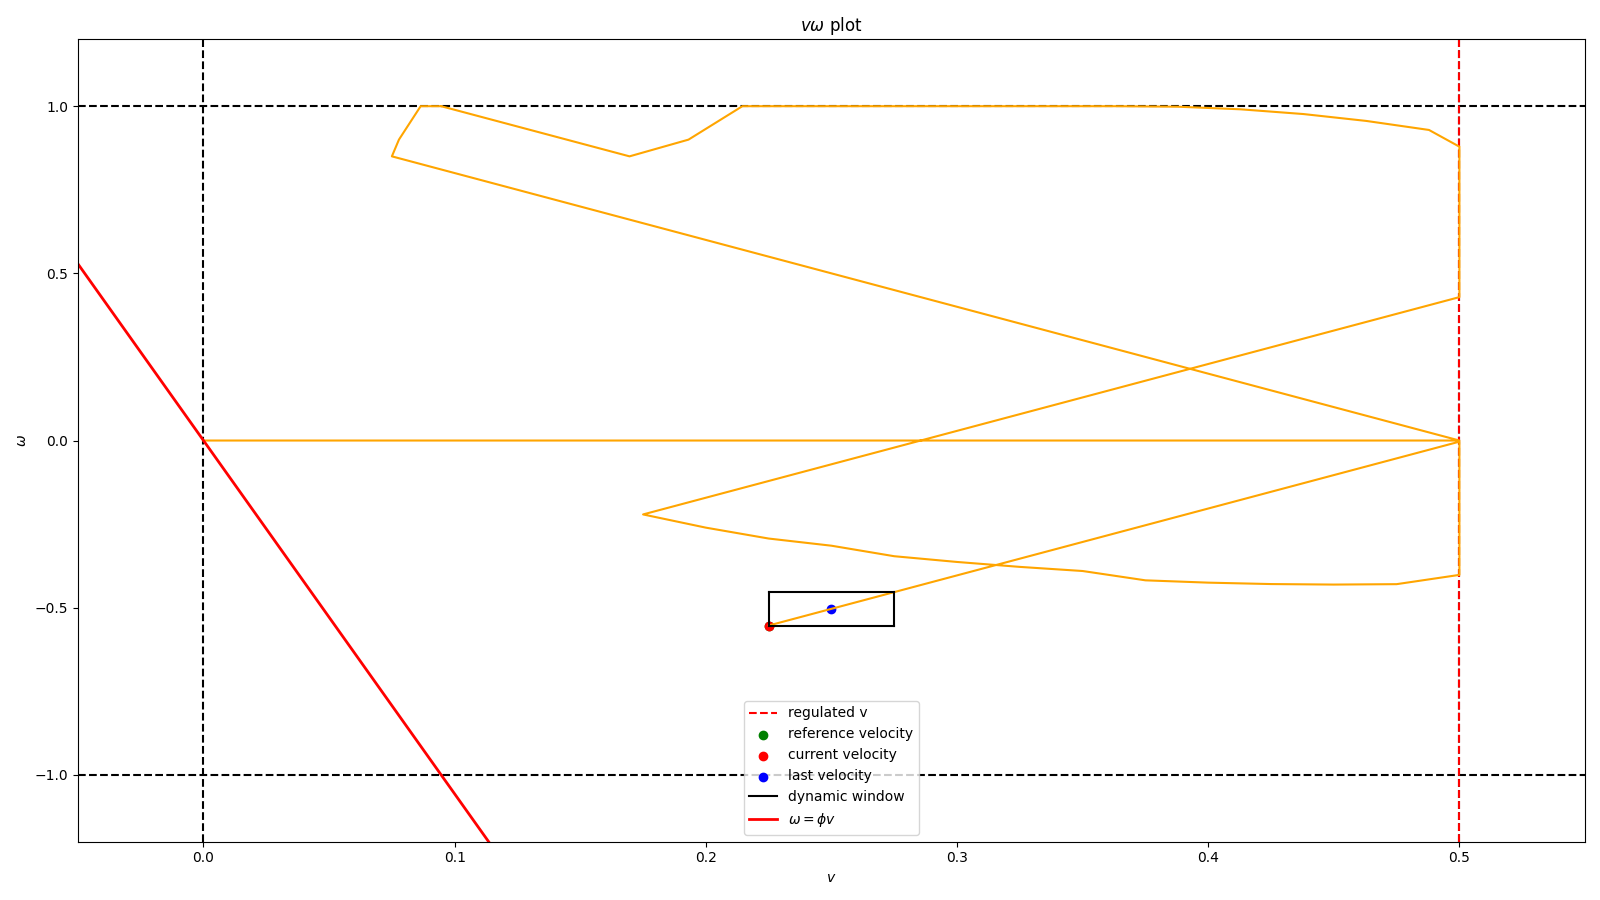 vω plot
1.0
0.5
0.0
−0.5
−1.0
ω
regulated v
reference velocity
current velocity
last velocity
dynamic window
ω = ϕv
0.0 0.1 0.2 0.3 0.4 0.5
v